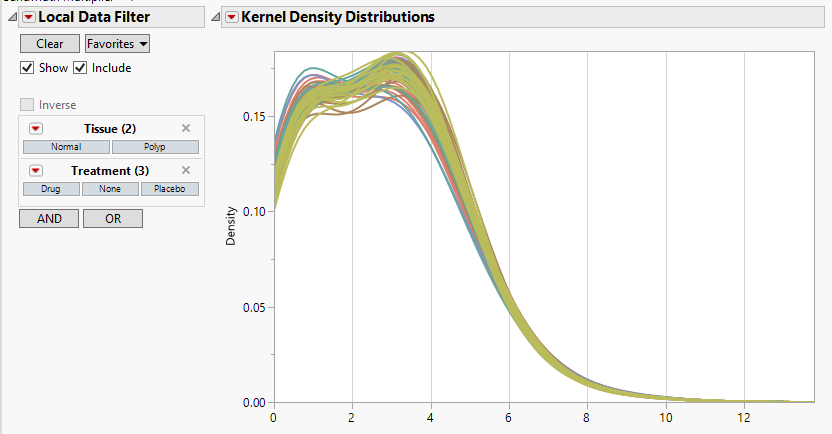 Local Data Filter
Clear Favorites
Show Include
Inverse
Tissue (2)
Normal Polyp
Treatment (3)
Drug None Placebo
AND OR
Kernel Density Distributions
Density
0.15
0.10
0.05
0.00
0 2 4 6 8 10 12